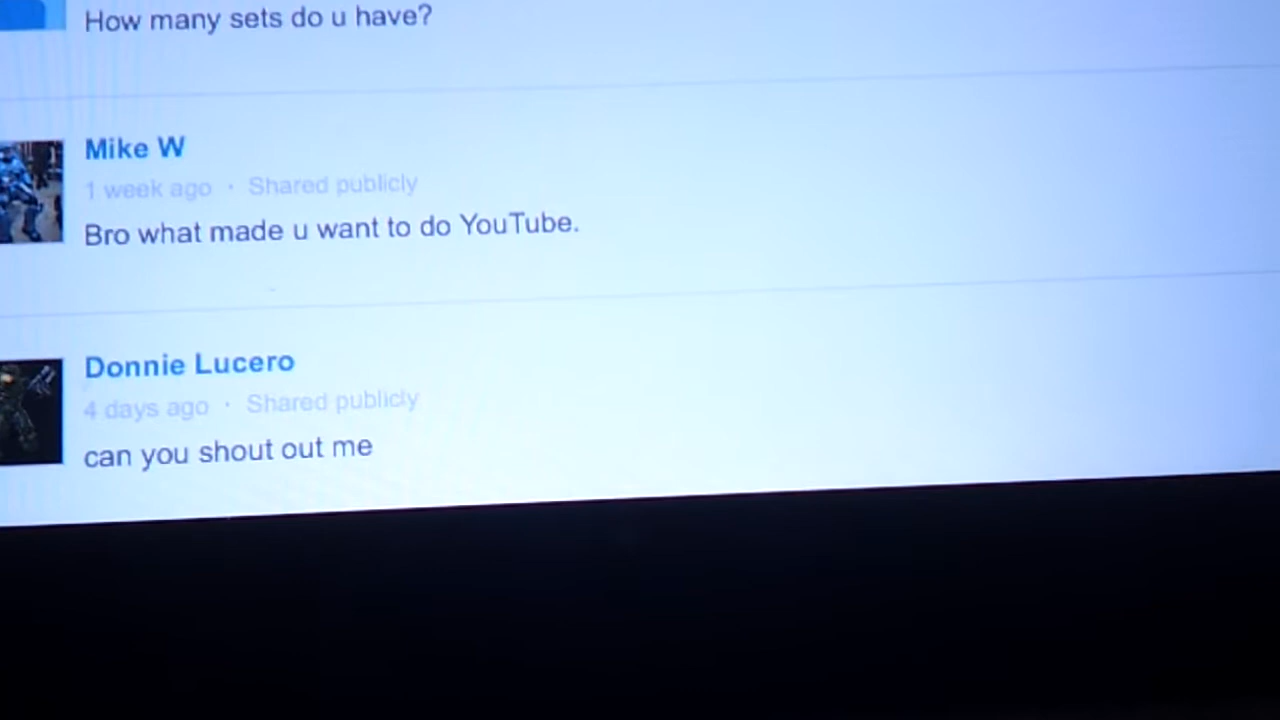 How many sets do u have?
Mike W
1 week ago · Shared publicly
Bro what made u want to do YouTube.
Donnie Lucero
4 days ago · Shared publicly
can you shout out me